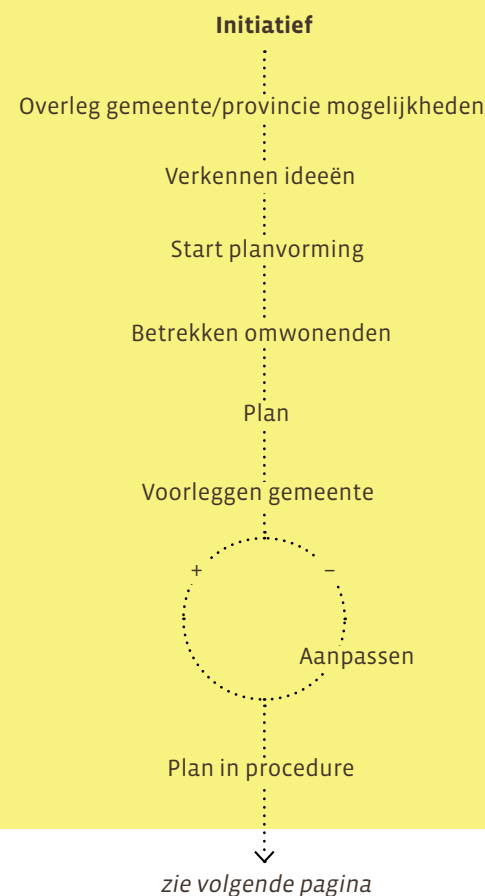 Initiatief
Overleg gemeente/provincie mogelijkheden
Verkennen ideeën
Start planvorming
Betrekken omwonenden
Plan
Voorleggen gemeente
+ –
Aanpassen
Plan in procedure
zie volgende pagina